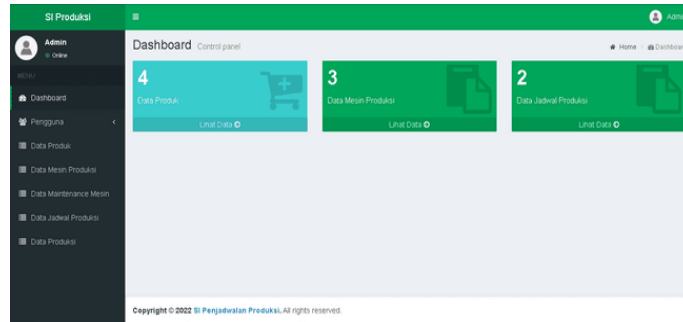 SI Produksi
Admin
Admin
Online
Dashboard Control panel
Home
Dashboar
MENU
Dashboard
Pengguna
Data Produk
Data Mesin Produksi
Data Maintenance Mesin
Data Jadwal Produksi
Data Produksi
4
Data Produk
Lihat Data
3
Data Mesin Produksi
Lihat Data
2
Data Jadwal Produksi
Lihat Data
Copyright © 2022 SI Penjadwalan Produksi. All rights reserved.